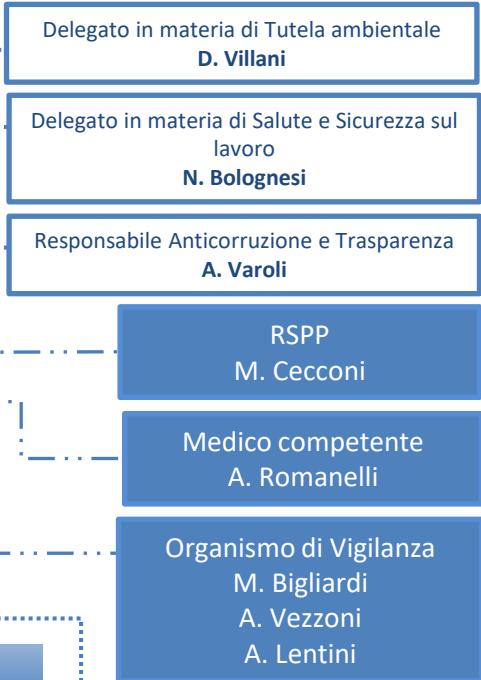 Delegato in materia di Tutela ambientale
D. Villani
Delegato in materia di Salute e Sicurezza sul
lavoro
N. Bolognesi
Responsabile Anticorruzione e Trasparenza
A. Varoli
RSPP
M. Cecconi
Medico competente
A. Romanelli
Organismo di Vigilanza
M. Bigliardi
A. Vezzoni
A. Lentini